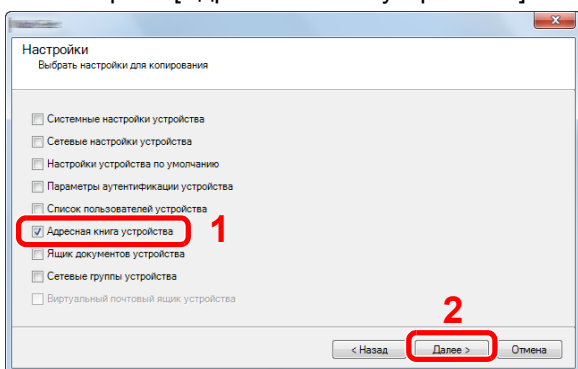 Настройки
Выбрать настройки для копирования
Системные настройки устройства
Сетевые настройки устройства
Настройки устройства по умолчанию
Параметры аутентификации устройства
Список пользователей устройства
Адресная книга устройства 1
Ящик документов устройства
Сетевые группы устройства
Виртуальный почтовый ящик устройства
2
< Назад Далее > Отмена